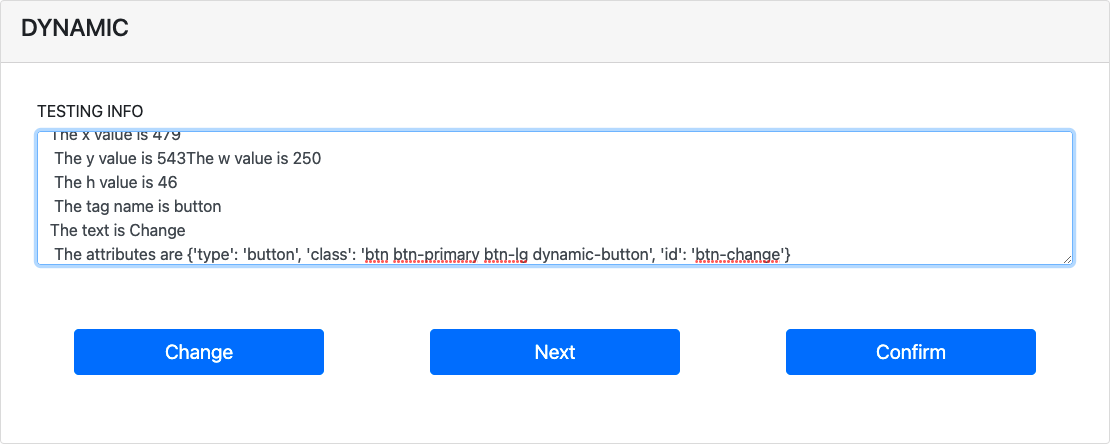 DYNAMIC
TESTING INFO
The x value is 479
The y value is 543The w value is 250
The h value is 46
The tag name is button
The text is Change
The attributes are {'type': 'button', 'class': 'btn btn-primary btn-lg dynamic-button', 'id': 'btn-change'}
Change
Next
Confirm